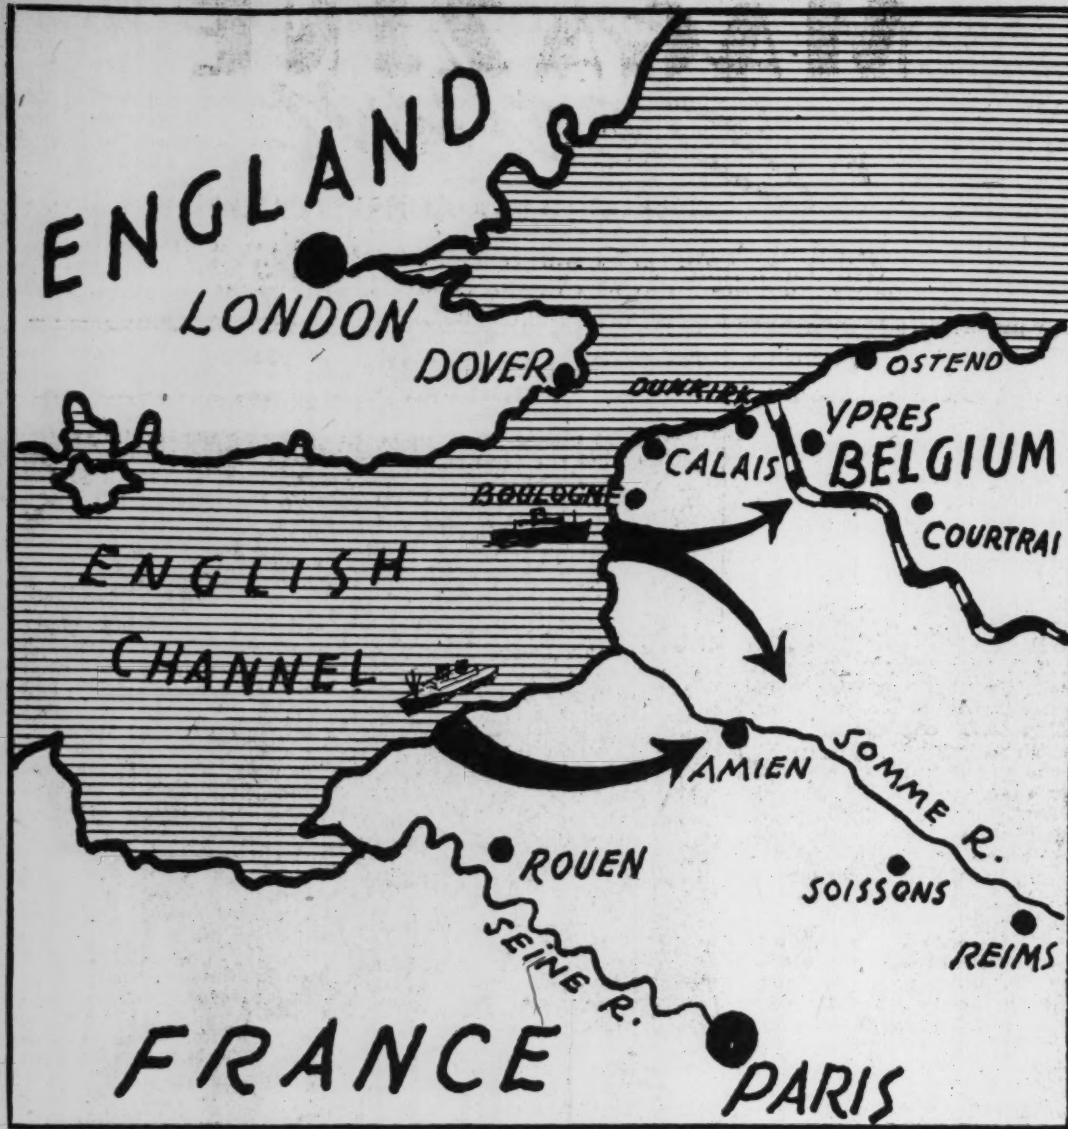 ENGLAND
LONDON
DOVER
DUNKIRK
OSTEND
YPRES
CALAIS
BELGIUM
BOULOGNE
COURTRAI
ENGLISH
CHANNEL
AMIEN
SOMME R.
ROUEN
SOISSONS
SEINE R.
REIMS
FRANCE
PARIS